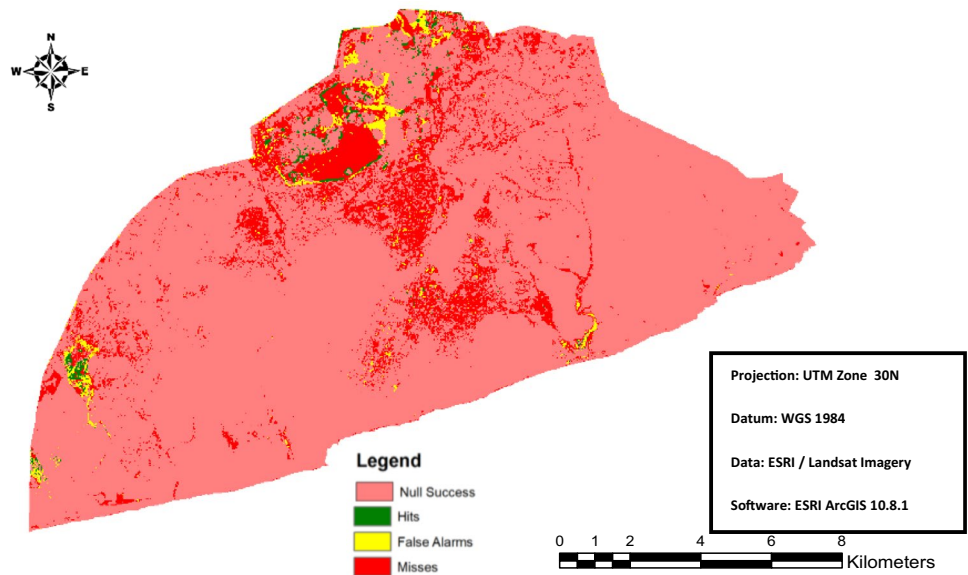 N
W E
S
Projection: UTM Zone 30N
Datum: WGS 1984
Data: ESRI / Landsat Imagery
Software: ESRI ArcGIS 10.8.1
Legend
Null Success
Hits
False Alarms
Misses
0 1 2 4 6 8
Kilometers